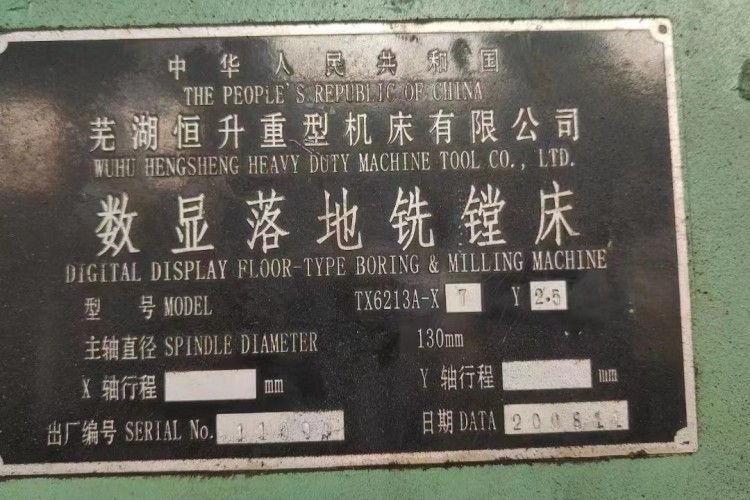 中华人民共和国
THE PEOPLE'S REPUBLIC OF CHINA
芜湖恒升重型机床有限公司
WUHU HENGSHENG HEAVY DUTY MACHINE TOOL CO., LTD.
数显落地铣镗床
DIGITAL DISPLAY FLOOR-TYPE BORING & MILLING MACHINE
型 号 MODEL TX6213A-X 7 Y 2.5
主轴直径 SPINDLE DIAMETER 130mm
X 轴行程 mm Y 轴行程 mm
出厂编号 SERIAL No. 日期 DATA 200811